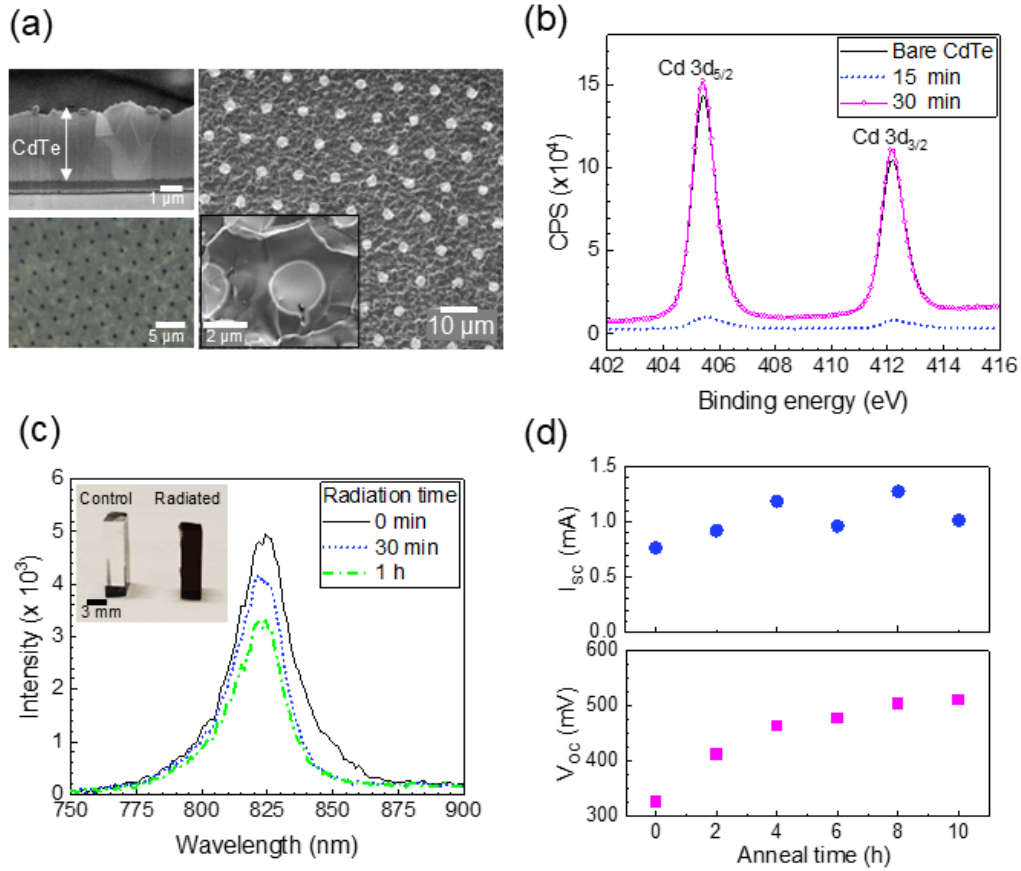 (a)
CdTe
1 µm
5 µm
2 µm
10 µm
(b)
CPS (x10⁴)
15
10
5
0
Cd 3d5/2
Cd 3d3/2
Bare CdTe
15 min
30 min
402 404 406 408 410 412 414 416
Binding energy (eV)
(c)
Intensity (x 10³)
6
5
4
3
2
1
0
Control Radiated
3 mm
Radiation time
0 min
30 min
1 h
750 775 800 825 850 875 900
Wavelength (nm)
(d)
Isc (mA)
1.5
1.0
0.5
0.0
Voc (mV)
600
500
400
300
0 2 4 6 8 10
Anneal time (h)